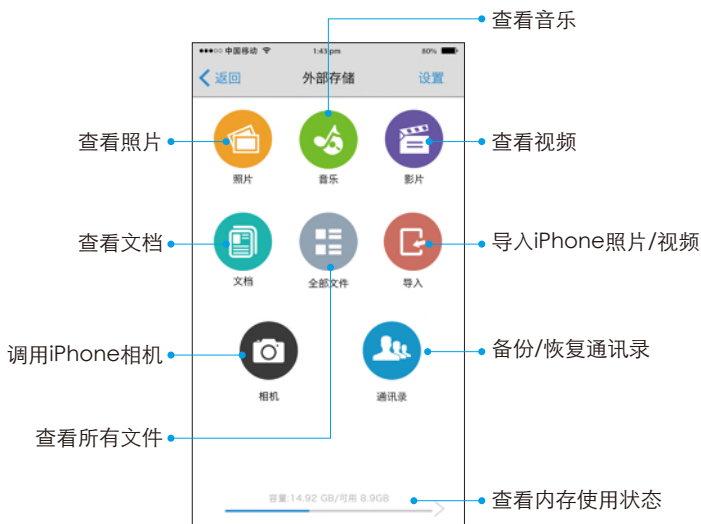 查看音乐
中国移动 1:43 pm 80%
返回 外部存储 设置
查看照片
查看视频
照片 音乐 影片
查看文档
导入iPhone照片/视频
文档 全部文件 导入
调用iPhone相机
备份/恢复通讯录
相机 通讯录
查看所有文件
容量:14.92 GB/可用 8.9GB
查看内存使用状态